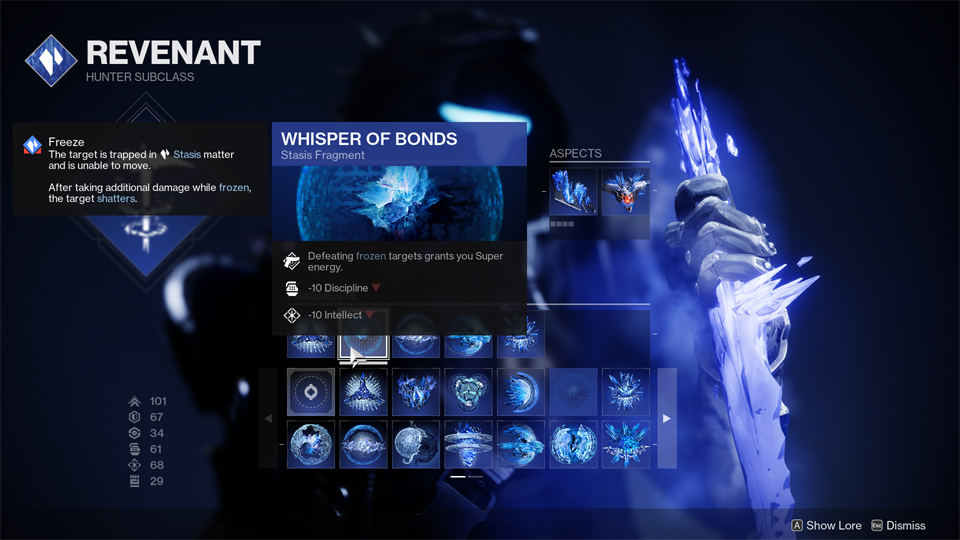 REVENANT
HUNTER SUBCLASS
Freeze
The target is trapped in Stasis matter
and is unable to move.
After taking additional damage while frozen,
the target shatters.
WHISPER OF BONDS
Stasis Fragment
Defeating frozen targets grants you Super
energy.
-10 Discipline
-10 Intellect
ASPECTS
101
67
34
61
68
29
A Show Lore Esc Dismiss